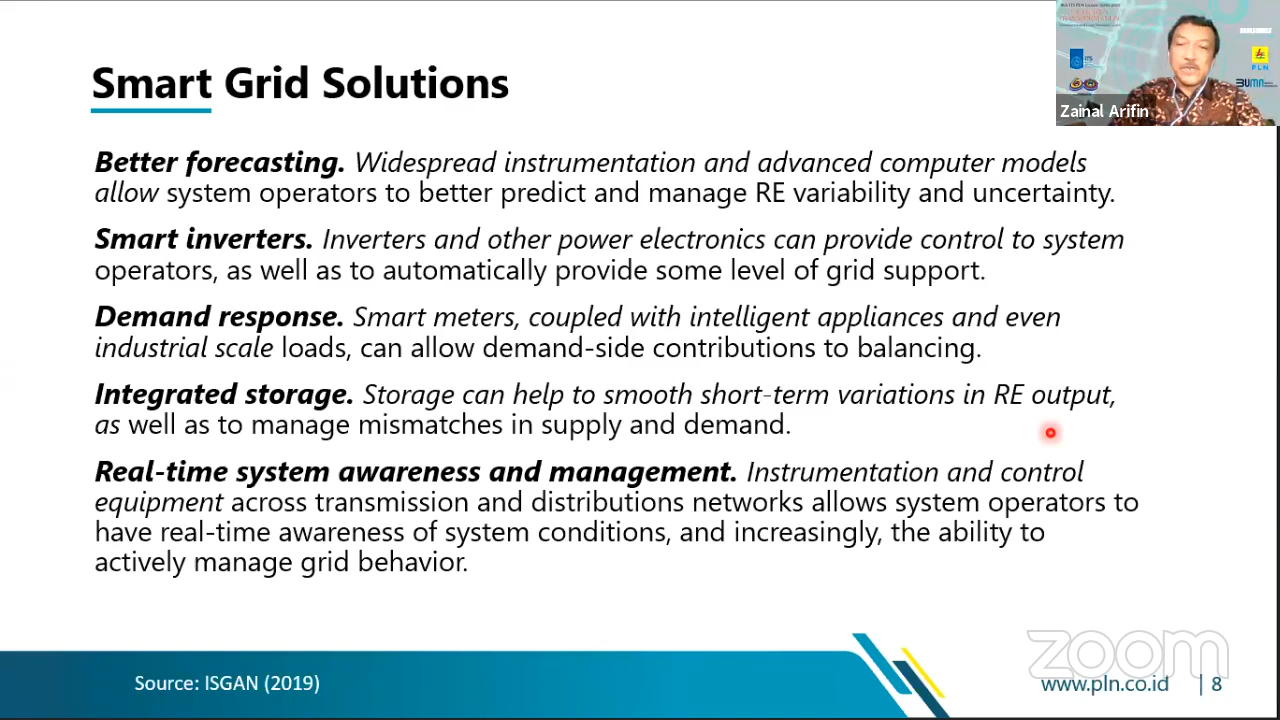 Smart Grid Solutions
Zainal Arifin
ITS
PLN
BUMN
Better forecasting. Widespread instrumentation and advanced computer models
allow system operators to better predict and manage RE variability and uncertainty.
Smart inverters. Inverters and other power electronics can provide control to system
operators, as well as to automatically provide some level of grid support.
Demand response. Smart meters, coupled with intelligent appliances and even
industrial scale loads, can allow demand-side contributions to balancing.
Integrated storage. Storage can help to smooth short-term variations in RE output,
as well as to manage mismatches in supply and demand.
Real-time system awareness and management. Instrumentation and control
equipment across transmission and distributions networks allows system operators to
have real-time awareness of system conditions, and increasingly, the ability to
actively manage grid behavior.
zoom
Source: ISGAN (2019)
www.pln.co.id | 8